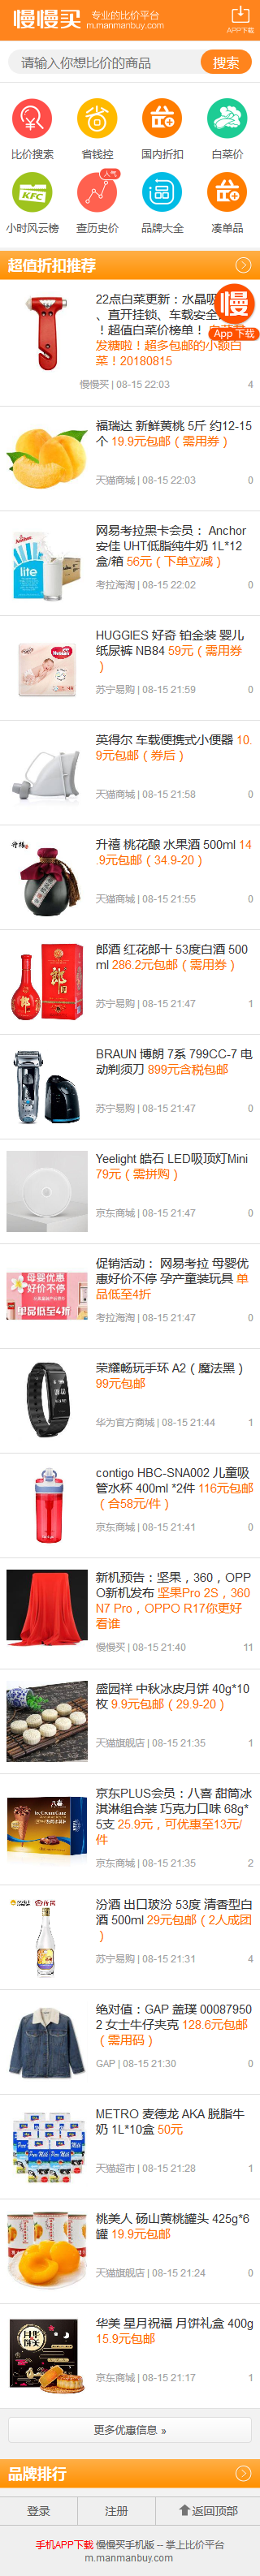 慢慢买 专业的比价平台
m.manmanbuy.com
APP下载
请输入你想比价的商品 搜索
比价搜索 省钱控 国内折扣 白菜价
KFC 人气
小时风云榜 查历史价 品牌大全 凑单品
超值折扣推荐
22点白菜更新：水晶吸
、直开挂锁、车载安全
！超值白菜价榜单！
发糖啦！超多包邮的小额白
菜！20180815
慢
App 下载
慢慢买 | 08-15 22:03 4
福瑞达 新鲜黄桃 5斤 约12-15
个 19.9元包邮（需用券）
天猫商城 | 08-15 22:03 0
网易考拉黑卡会员： Anchor
安佳 UHT低脂纯牛奶 1L*12
盒/箱 56元（下单立减）
考拉海淘 | 08-15 22:02 0
HUGGIES 好奇 铂金装 婴儿
纸尿裤 NB84 59元（需用券
）
苏宁易购 | 08-15 21:59 0
英得尔 车载便携式小便器 10.
9元包邮（券后）
天猫商城 | 08-15 21:58 0
升禧 桃花酿 水果酒 500ml 14
.9元包邮（34.9-20）
天猫商城 | 08-15 21:55 0
郎酒 红花郎十 53度白酒 500
ml 286.2元包邮（需用券）
苏宁易购 | 08-15 21:47 1
BRAUN 博朗 7系 799CC-7 电
动剃须刀 899元含税包邮
苏宁易购 | 08-15 21:47 0
Yeelight 皓石 LED吸顶灯Mini
79元（需拼购）
京东商城 | 08-15 21:47 0
母婴优惠
好价不停
单品低至4折
促销活动： 网易考拉 母婴优
惠好价不停 孕产童装玩具 单
品低至4折
考拉海淘 | 08-15 21:47 0
荣耀畅玩手环 A2（魔法黑）
99元包邮
华为官方商城 | 08-15 21:44 1
contigo HBC-SNA002 儿童吸
管水杯 400ml *2件 116元包邮
（合58元/件）
京东商城 | 08-15 21:41 0
新机预告：坚果，360，OPP
O新机发布 坚果Pro 2S，360
N7 Pro，OPPO R17你更好
看谁
慢慢买 | 08-15 21:40 11
盛园祥 中秋冰皮月饼 40g*10
枚 9.9元包邮（29.9-20）
天猫旗舰店 | 08-15 21:35 1
京东PLUS会员：八喜 甜筒冰
淇淋组合装 巧克力口味 68g*
5支 25.9元，可优惠至13元/
件
京东商城 | 08-15 21:35 2
汾酒 出口玻汾 53度 清香型白
酒 500ml 29元包邮（2人成团
）
苏宁易购 | 08-15 21:31 4
绝对值：GAP 盖璞 00087950
2 女士牛仔夹克 128.6元包邮
（需用码）
GAP | 08-15 21:30 0
METRO 麦德龙 AKA 脱脂牛
奶 1L*10盒 50元
天猫超市 | 08-15 21:28 1
桃美人 砀山黄桃罐头 425g*6
罐 19.9元包邮
天猫旗舰店 | 08-15 21:24 0
华美 星月祝福 月饼礼盒 400g
15.9元包邮
京东商城 | 08-15 21:17 1
更多优惠信息 »
品牌排行
登录 注册 返回顶部
手机APP下载 慢慢买手机版 -- 掌上比价平台
m.manmanbuy.com